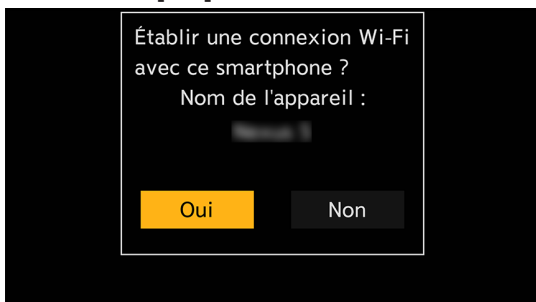 Établir une connexion Wi-Fi
avec ce smartphone ?
Nom de l'appareil :
Oui
Non